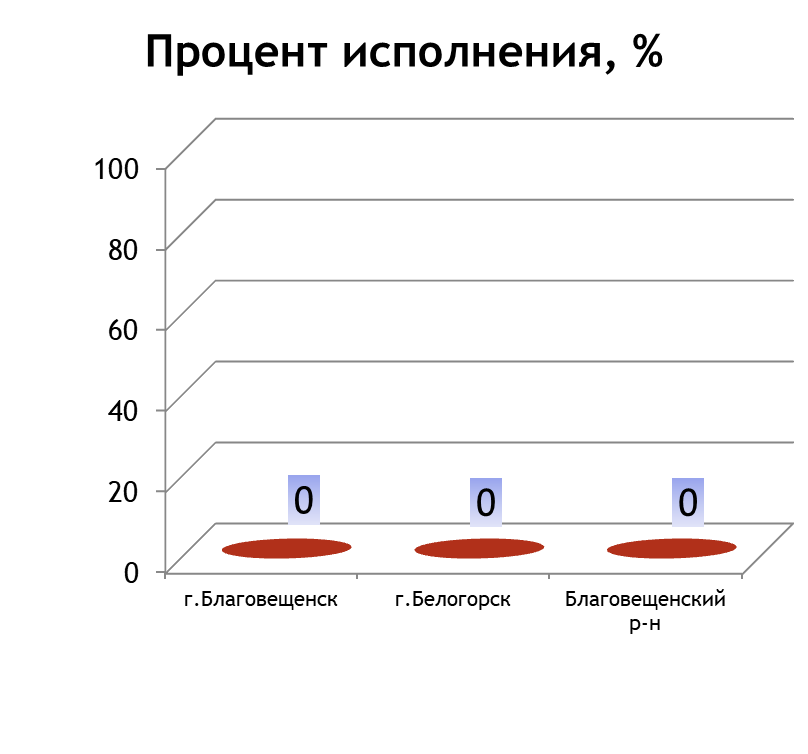 Процент исполнения, %
100
80
60
40
20
0
0
0
0
г.Благовещенск
г.Белогорск
Благовещенский
р-н